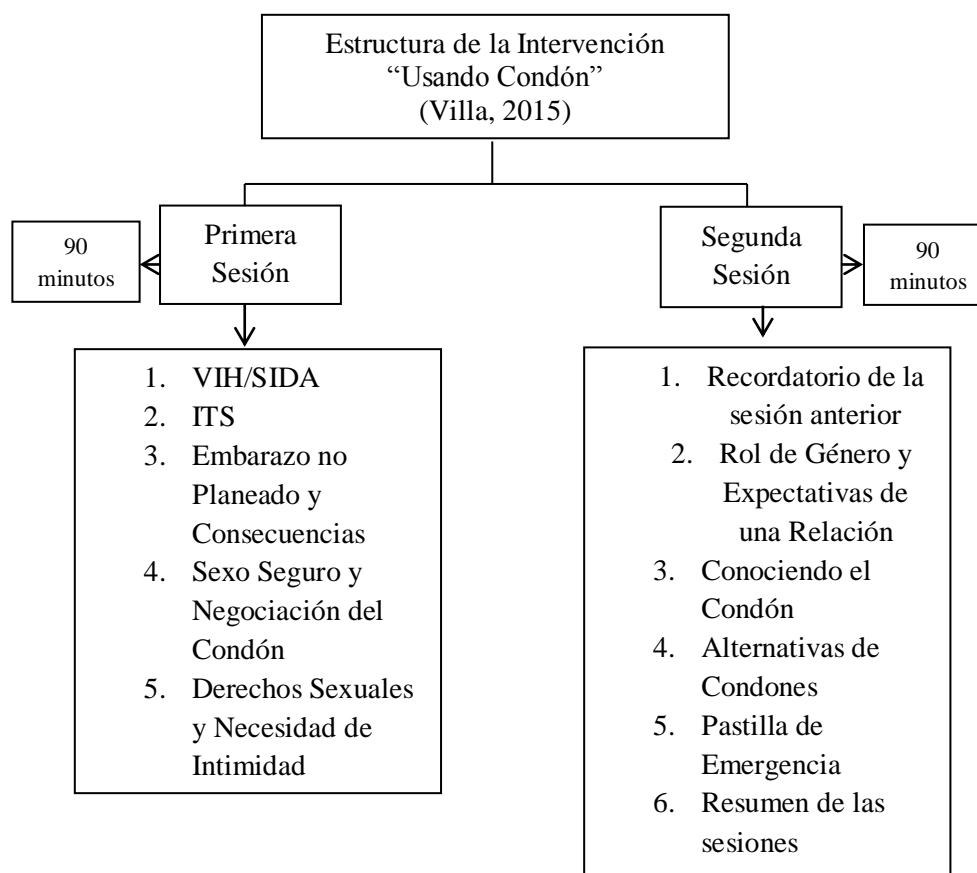 Estructura de la Intervención
“Usando Condón”
(Villa, 2015)
90
minutos
Primera
Sesión
Segunda
Sesión
90
minutos
1. VIH/SIDA
2. ITS
3. Embarazo no
Planeado y
Consecuencias
4. Sexo Seguro y
Negociación del
Condón
5. Derechos Sexuales
y Necesidad de
Intimidad
1. Recordatorio de la
sesión anterior
2. Rol de Género y
Expectativas de
una Relación
3. Conociendo el
Condón
4. Alternativas de
Condones
5. Pastilla de
Emergencia
6. Resumen de las
sesiones